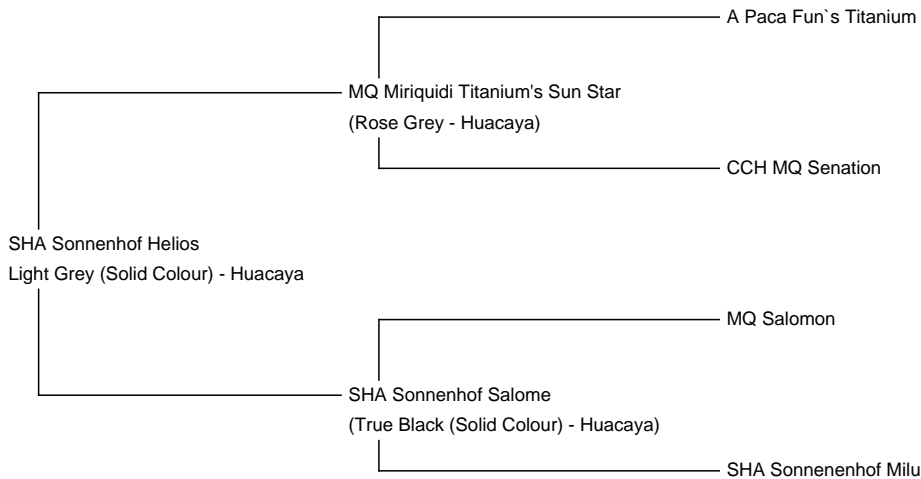 A Paca Fun`s Titanium
MQ Miriquidi Titanium's Sun Star
(Rose Grey - Huacaya)
CCH MQ Senation
SHA Sonnenhof Helios
Light Grey (Solid Colour) - Huacaya
MQ Salomon
SHA Sonnenhof Salome
(True Black (Solid Colour) - Huacaya)
SHA Sonnenenhof Milu